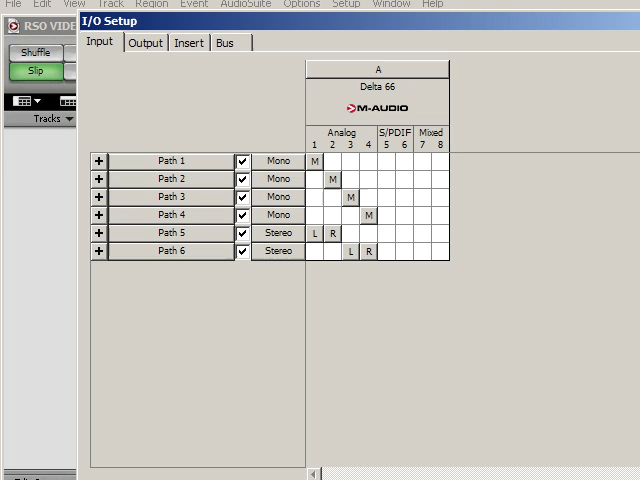 File Edit View Track Region Event AudioSuite Options Setup Window Help
RSO VIDE
I/O Setup
Input Output Insert Bus
Shuffle
Slip
A
Delta 66
M-AUDIO
Tracks
Analog S/PDIF Mixed
1 2 3 4 5 6 7 8
+ Path 1 Mono M
+ Path 2 Mono M
+ Path 3 Mono M
+ Path 4 Mono M
+ Path 5 Stereo L R
+ Path 6 Stereo L R